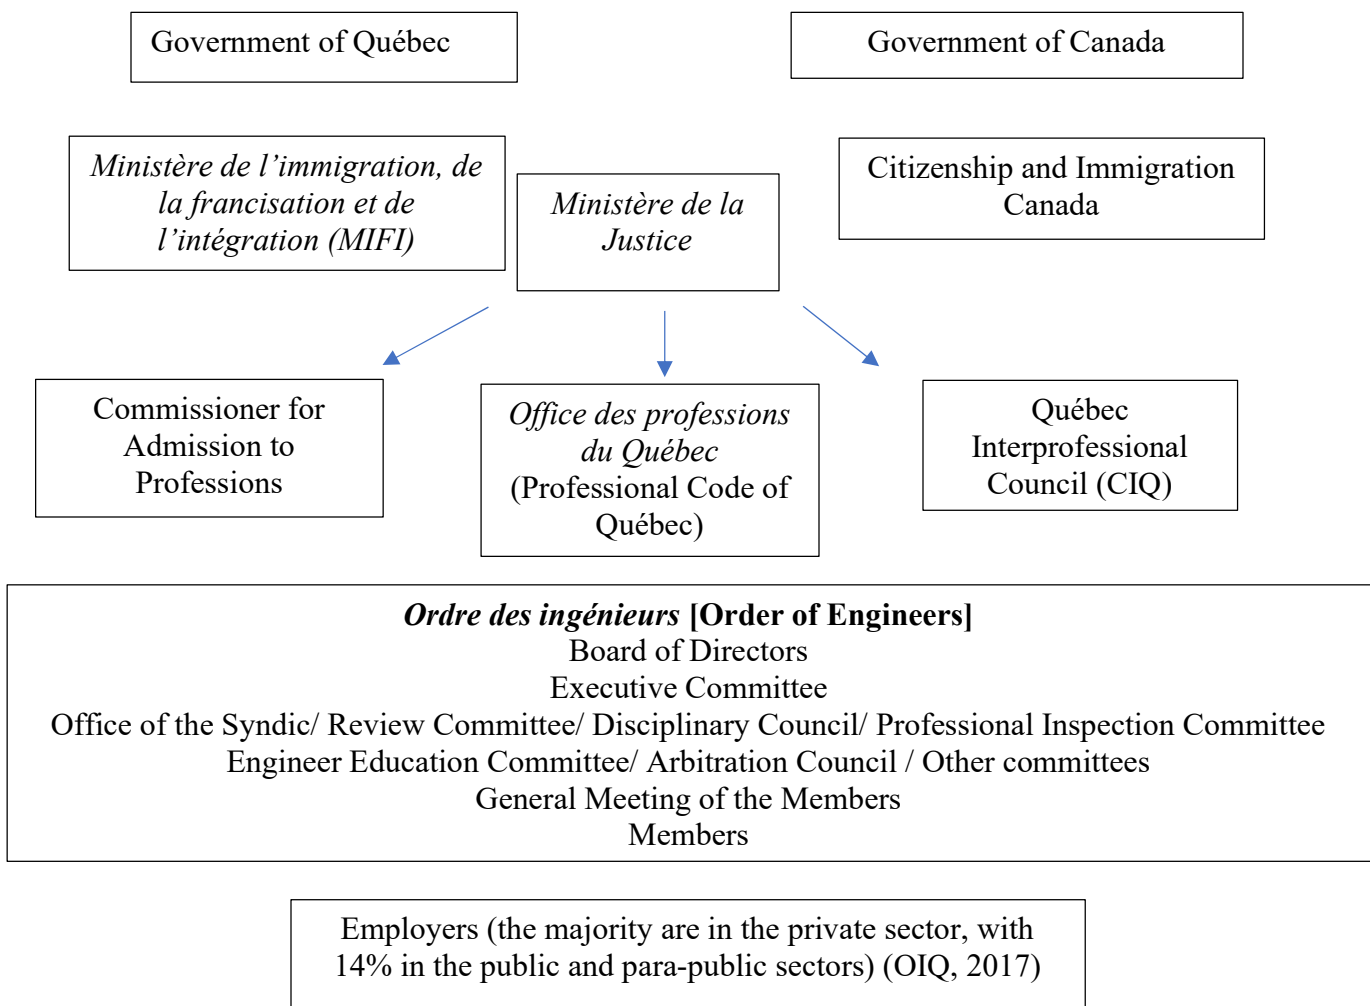 Government of Québec
Government of Canada
Ministère de l’immigration, de
la francisation et de
l’intégration (MIFI)
Ministère de la
Justice
Citizenship and Immigration
Canada
Commissioner for
Admission to
Professions
Office des professions
du Québec
(Professional Code of
Québec)
Québec
Interprofessional
Council (CIQ)
Ordre des ingénieurs [Order of Engineers]
Board of Directors
Executive Committee
Office of the Syndic/ Review Committee/ Disciplinary Council/ Professional Inspection Committee
Engineer Education Committee/ Arbitration Council / Other committees
General Meeting of the Members
Members
Employers (the majority are in the private sector, with
14% in the public and para-public sectors) (OIQ, 2017)